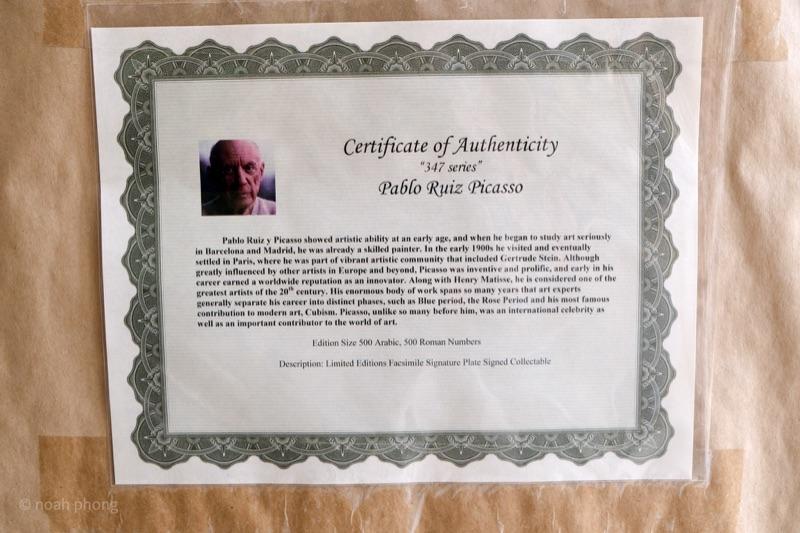 Certificate of Authenticity
"347 series"
Pablo Ruiz Picasso
Pablo Ruiz y Picasso showed artistic ability at an early age, and when he began to study art seriously
in Barcelona and Madrid, he was already a skilled painter. In the early 1900s he visited and eventually
settled in Paris, where he was part of vibrant artistic community that included Gertrude Stein. Although
greatly influenced by other artists in Europe and beyond, Picasso was inventive and prolific, and early in his
career earned a worldwide reputation as an innovator. Along with Henry Matisse, he is considered one of the
greatest artists of the 20th century. His enormous body of work spans so many years that art experts
generally separate his career into distinct phases, such as Blue period, the Rose Period and his most famous
contribution to modern art, Cubism. Picasso, unlike so many before him, was an international celebrity as
well as an important contributor to the world of art.
Edition Size 500 Arabic, 500 Roman Numbers
Description: Limited Editions Facsimile Signature Plate Signed Collectable
© noah phong